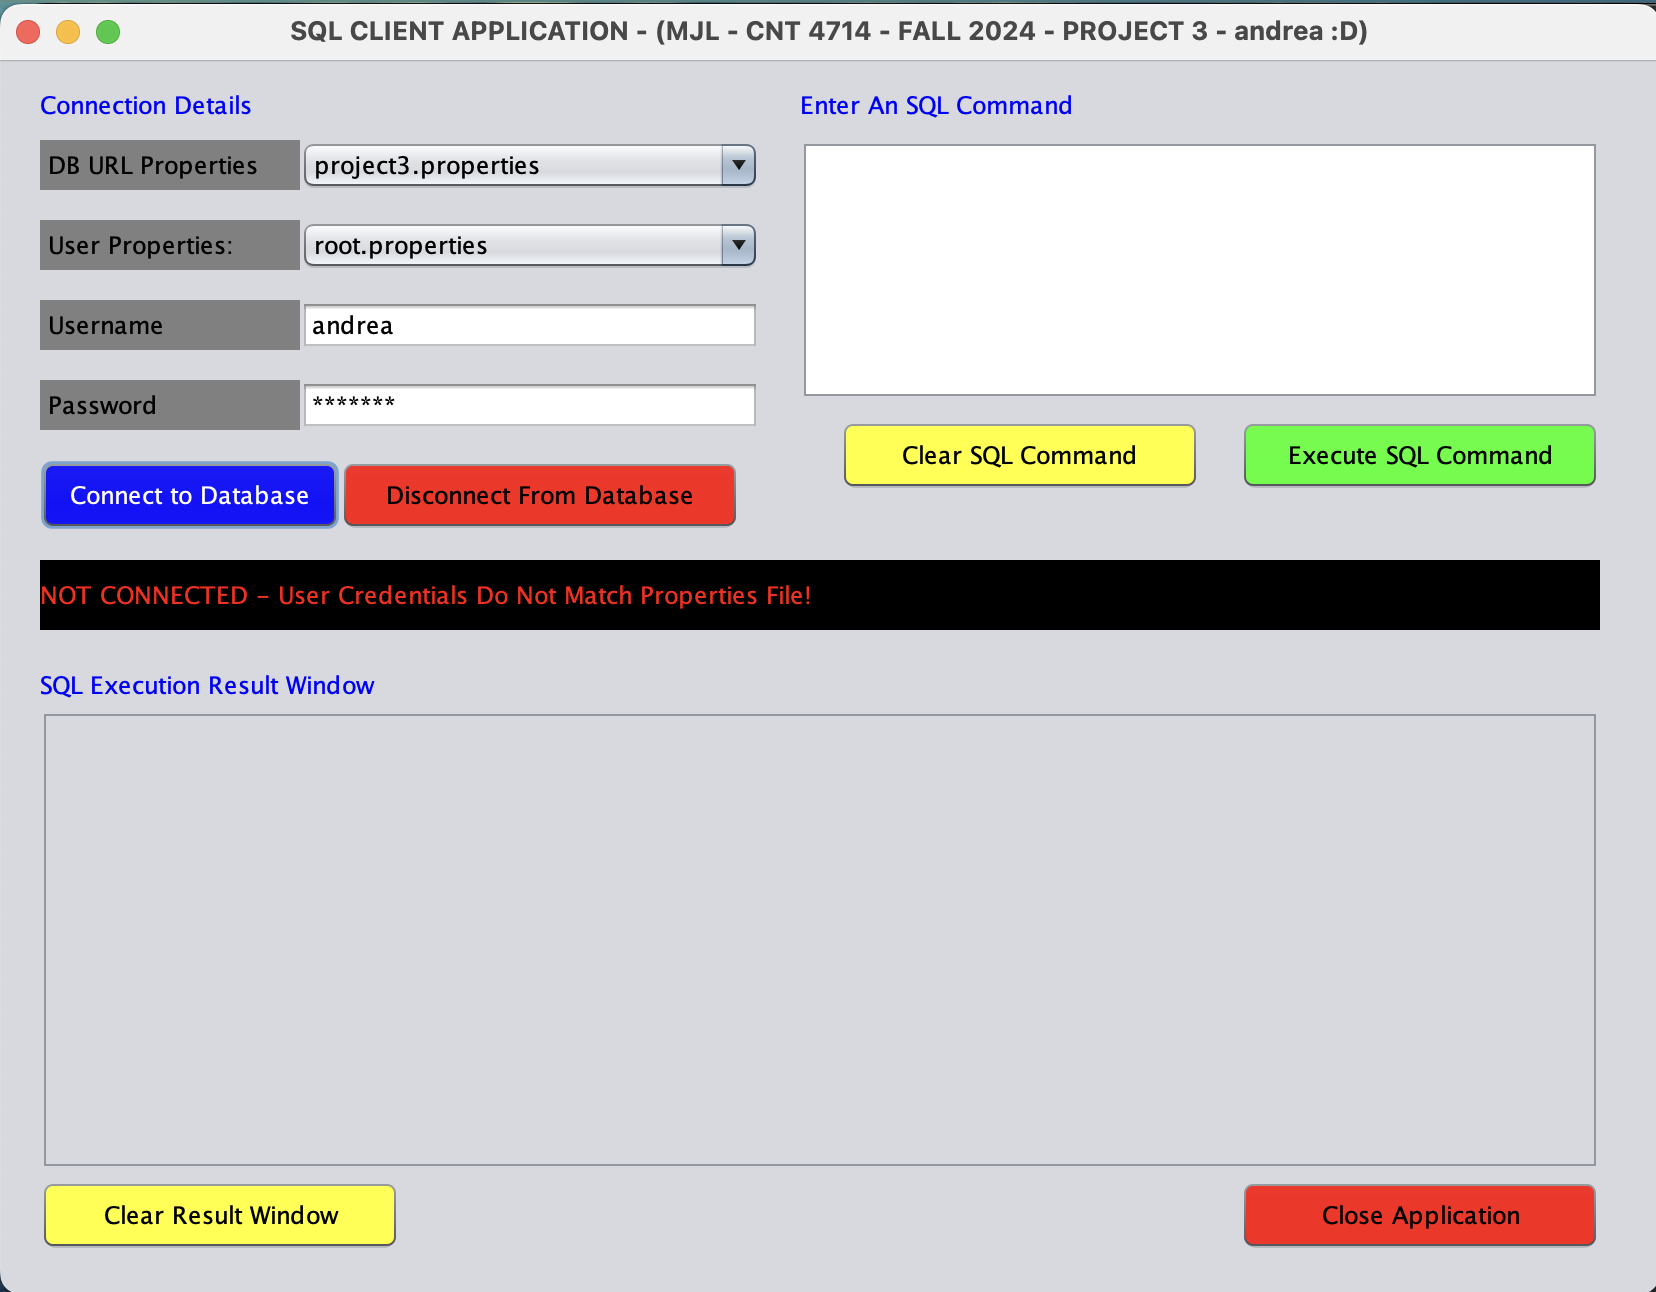 SQL CLIENT APPLICATION - (MJL - CNT 4714 - FALL 2024 - PROJECT 3 - andrea :D)
Connection Details
DB URL Properties project3.properties
User Properties: root.properties
Username andrea
Password *******
Connect to Database Disconnect From Database
Enter An SQL Command
Clear SQL Command Execute SQL Command
NOT CONNECTED - User Credentials Do Not Match Properties File!
SQL Execution Result Window
Clear Result Window Close Application